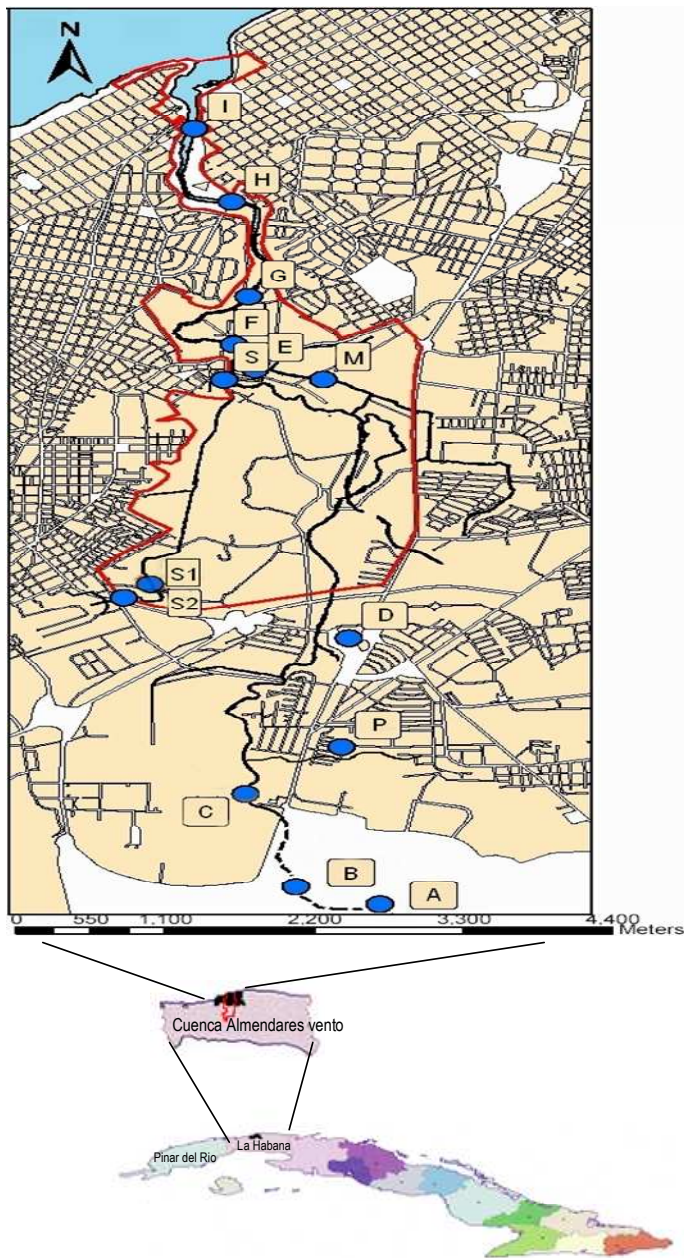 N
I
H
G
F
S E M
S1
S2
D
P
C
B
A
0 550 1,100 2,200 3,300 4,400
Meters
Cuenca Almendares vento
La Habana
Pinar del Rio